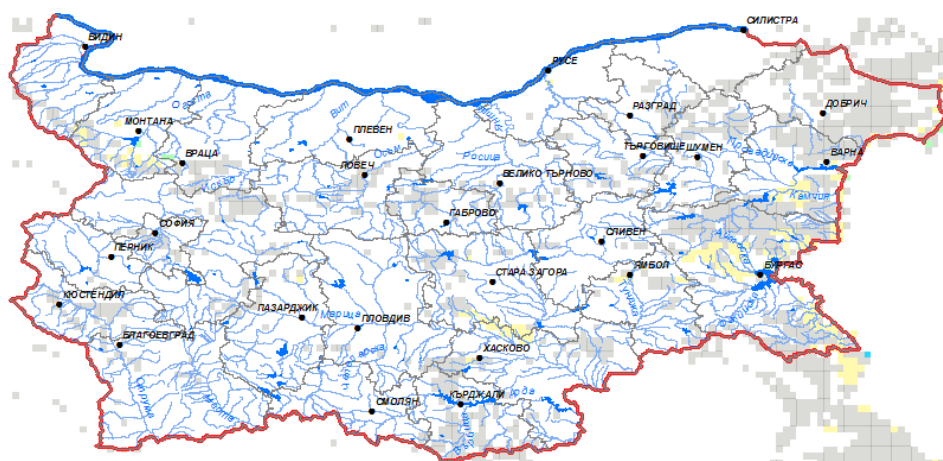 СИЛИСТРА
ВИДИН
РУСЕ
Огоста
Вит
РАЗГРАД
ДОБРИЧ
МОНТАНА
ПЛЕВЕН
ТЪРГОВИЩЕ
ШУМЕН
ВРАЦА
ЛОВЕЧ
Росица
ВАРНА
ВЕЛИКО ТЪРНОВО
Камчия
ГАБРОВО
СОФИЯ
СЛИВЕН
ПЕРНИК
СТАРА ЗАГОРА
ЯМБОЛ
БУРГАС
КЮСТЕНДИЛ
ПАЗАРДЖИК
Марица
ПЛОВДИВ
БЛАГОЕВГРАД
ХАСКОВО
КЪРДЖАЛИ
СМОЛЯН